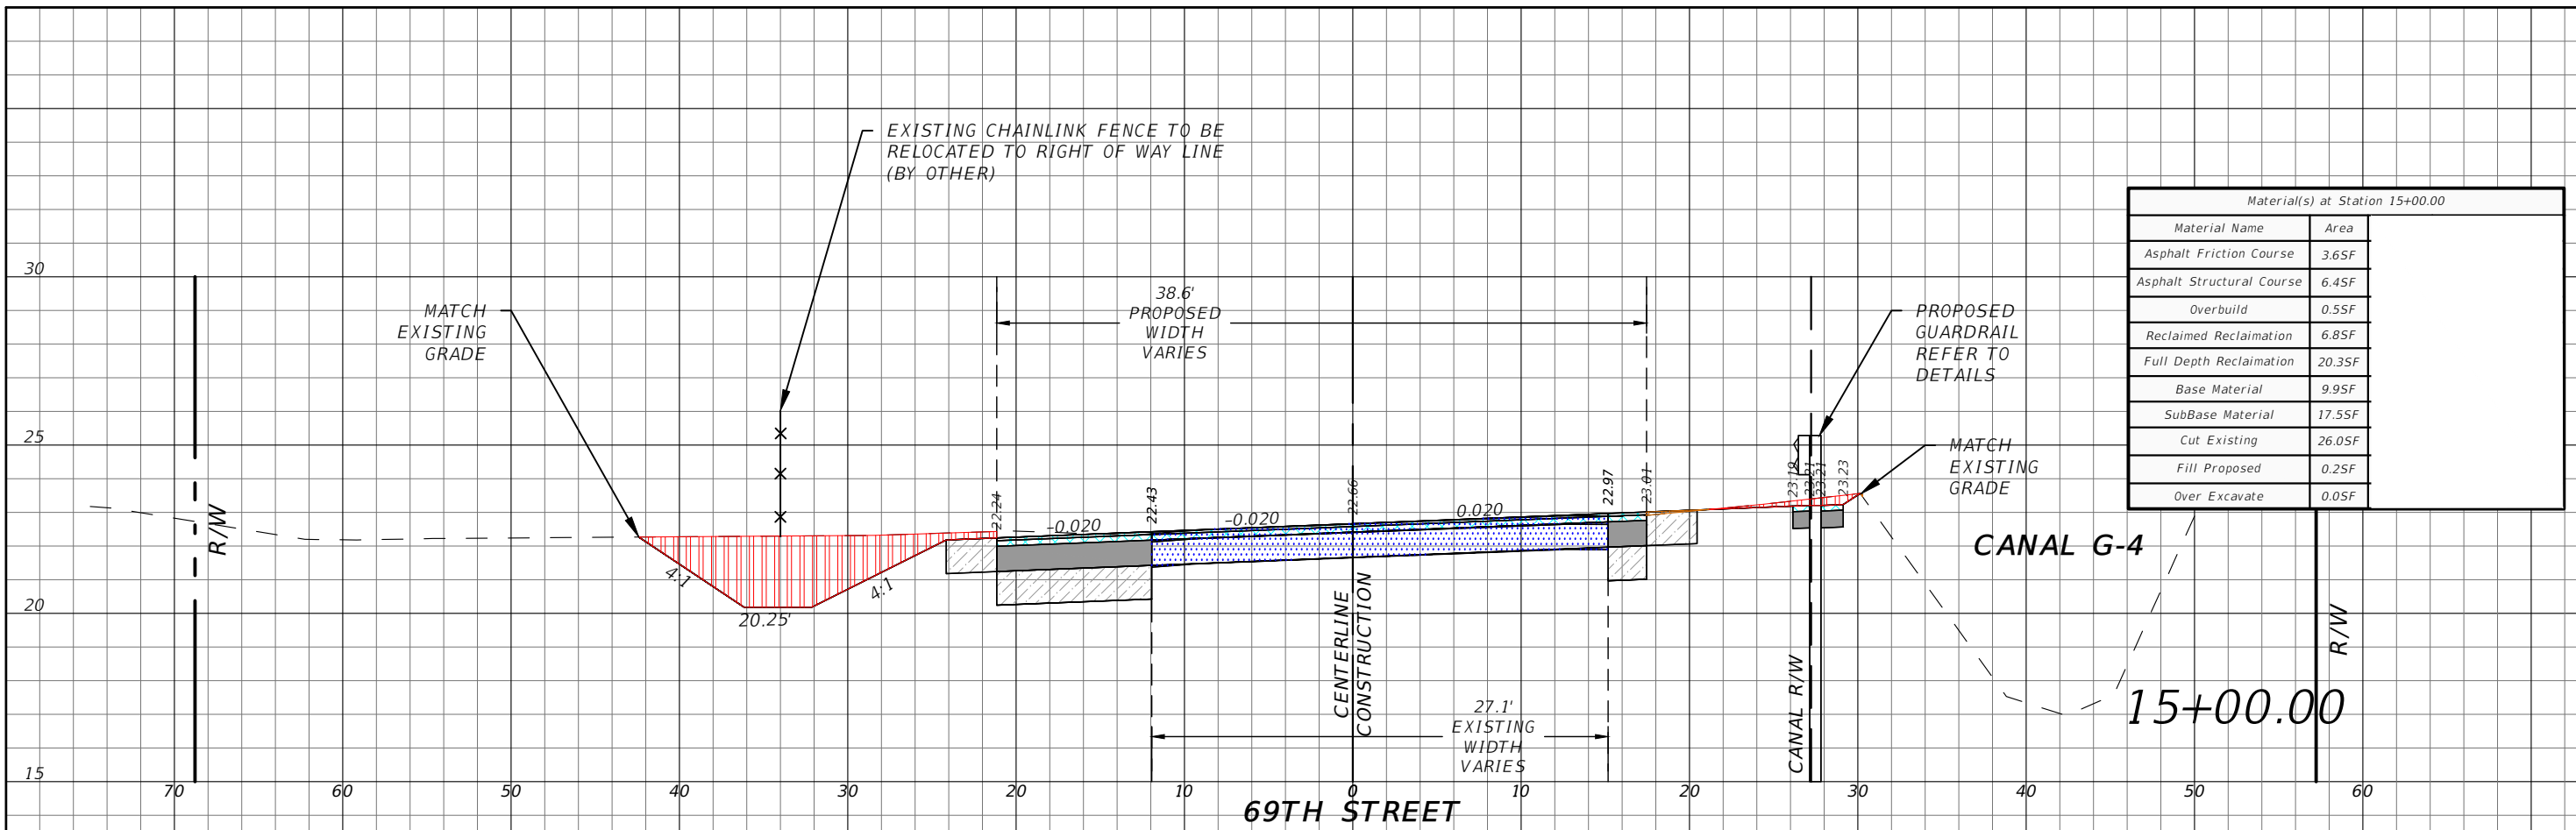 EXISTING CHAINLINK FENCE TO BE
RELOCATED TO RIGHT OF WAY LINE
(BY OTHER)
Material(s) at Station 15+00.00
Material Name Area
Asphalt Friction Course 3.6SF
Asphalt Structural Course 6.4SF
Overbuild 0.5SF
Reclaimed Reclaimation 6.8SF
Full Depth Reclaimation 20.3SF
Base Material 9.9SF
SubBase Material 17.5SF
Cut Existing 26.0SF
Fill Proposed 0.2SF
Over Excavate 0.0SF
30
38.6'
PROPOSED
WIDTH
VARIES
MATCH
EXISTING
GRADE
PROPOSED
GUARDRAIL
REFER TO
DETAILS
25
MATCH
EXISTING
GRADE
R/W
22.24
-0.020
22.43
-0.020
22.66
0.020
22.97
23.01
23.19
23.21
23.21
23.23
CANAL G-4
4:1
4:1
20.25'
20
CENTERLINE
CONSTRUCTION
CANAL R/W
R/W
15+00.00
27.1'
EXISTING
WIDTH
VARIES
15
70 60 50 40 30 20 10 0 10 20 30 40 50 60
69TH STREET